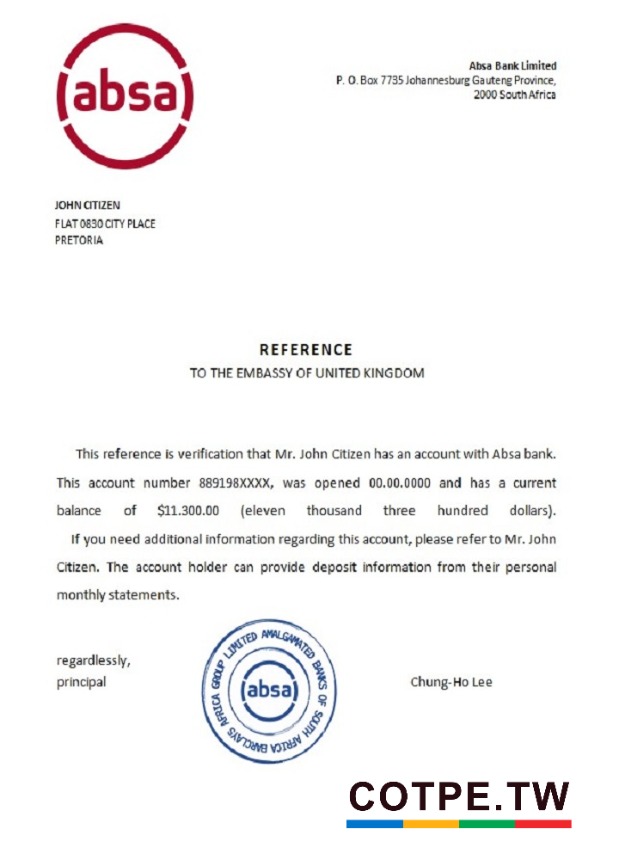 absa
Absa Bank Limited
P. O. Box 7735 Johannesburg Gauteng Province,
2000 South Africa
JOHN CITIZEN
FLAT 0830 CITY PLACE
PRETORIA
REFERENCE
TO THE EMBASSY OF UNITED KINGDOM
This reference is verification that Mr. John Citizen has an account with Absa bank.
This account number 889198XXXX, was opened 00.00.0000 and has a current
balance of $11.300.00 (eleven thousand three hundred dollars).
If you need additional information regarding this account, please refer to Mr. John
Citizen. The account holder can provide deposit information from their personal
monthly statements.
regardlessly,
principal
BARCLAYS AFRICA GROUP LIMITED AMALGAMATED BANKS OF SOUTH AFRICA
absa
Chung-Ho Lee
COTPE.TW